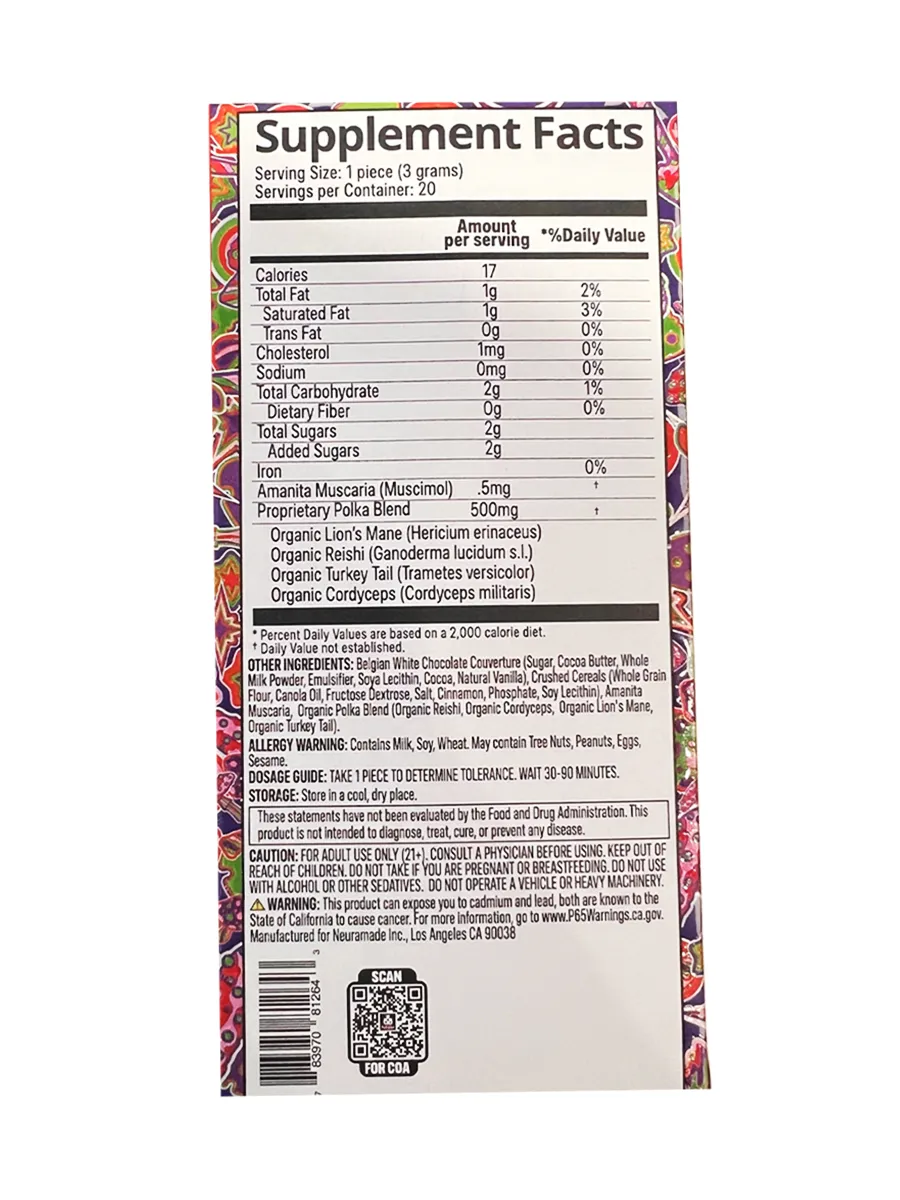 Supplement Facts
Serving Size: 1 piece (3 grams)
Servings per Container: 20
Amount per serving *%Daily Value
Calories 17
Total Fat 1g 2%
Saturated Fat 1g 3%
Trans Fat 0g 0%
Cholesterol 1mg 0%
Sodium 0mg 0%
Total Carbohydrate 2g 1%
Dietary Fiber 0g 0%
Total Sugars 2g
Added Sugars 2g
Iron 0%
Amanita Muscaria (Muscimol) .5mg †
Proprietary Polka Blend 500mg †
Organic Lion's Mane (Hericium erinaceus)
Organic Reishi (Ganoderma lucidum s.l.)
Organic Turkey Tail (Trametes versicolor)
Organic Cordyceps (Cordyceps militaris)
* Percent Daily Values are based on a 2,000 calorie diet.
† Daily Value not established.
OTHER INGREDIENTS: Belgian White Chocolate Couverture (Sugar, Cocoa Butter, Whole
Milk Powder, Emulsifier, Soya Lecithin, Cocoa, Natural Vanilla), Crushed Cereals (Whole Grain
Flour, Canola Oil, Fructose Dextrose, Salt, Cinnamon, Phosphate, Soy Lecithin), Amanita
Muscaria, Organic Polka Blend (Organic Reishi, Organic Cordyceps, Organic Lion's Mane,
Organic Turkey Tail).
ALLERGY WARNING: Contains Milk, Soy, Wheat. May contain Tree Nuts, Peanuts, Eggs,
Sesame.
DOSAGE GUIDE: TAKE 1 PIECE TO DETERMINE TOLERANCE. WAIT 30-90 MINUTES.
STORAGE: Store in a cool, dry place.
These statements have not been evaluated by the Food and Drug Administration. This
product is not intended to diagnose, treat, cure, or prevent any disease.
CAUTION: FOR ADULT USE ONLY (21+). CONSULT A PHYSICIAN BEFORE USING. KEEP OUT OF
REACH OF CHILDREN. DO NOT TAKE IF YOU ARE PREGNANT OR BREASTFEEDING. DO NOT USE
WITH ALCOHOL OR OTHER SEDATIVES. DO NOT OPERATE A VEHICLE OR HEAVY MACHINERY.
⚠ WARNING: This product can expose you to cadmium and lead, both are known to the
State of California to cause cancer. For more information, go to www.P65Warnings.ca.gov.
Manufactured for Neuramade Inc., Los Angeles CA 90038
7 83970 81264 3
SCAN
FOR COA